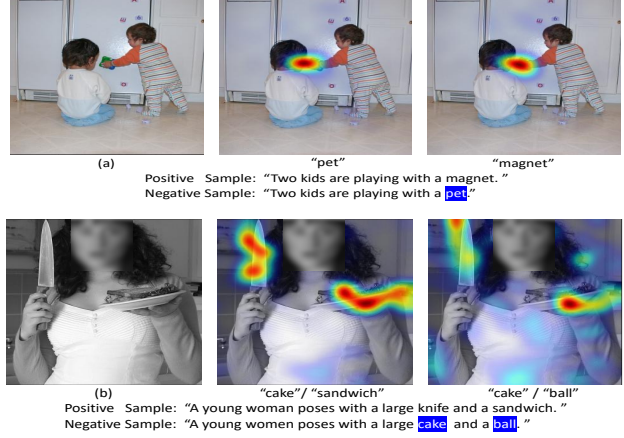 (a) "pet" "magnet"
Positive Sample: "Two kids are playing with a magnet. "
Negative Sample: "Two kids are playing with a pet."
(b) "cake"/ "sandwich" "cake" / "ball"
Positive Sample: "A young woman poses with a large knife and a sandwich. "
Negative Sample: "A young women poses with a large cake and a ball. "